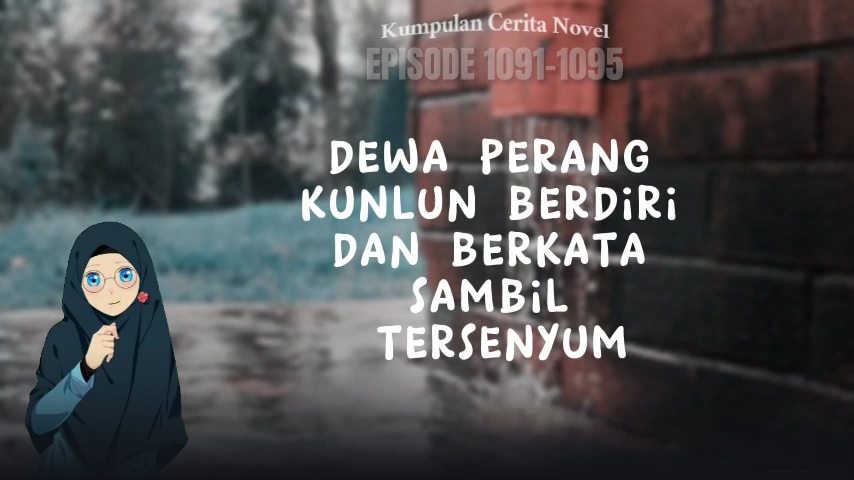 Kumpulan Cerita Novel
EPISODE 1091-1095
DEWA PERANG
KUNLUN BERDiRi
DAN BERKATA
SAMBiL
TERSENYUM